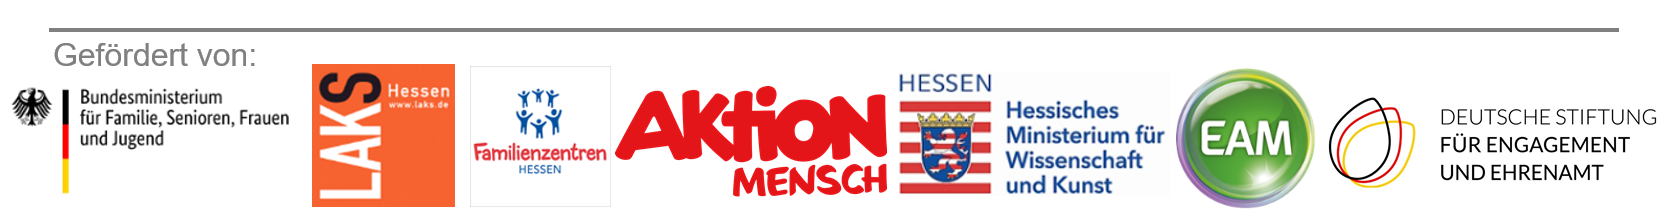 Gefördert von:
Bundesministerium
für Familie, Senioren, Frauen
und Jugend
LAKS
Hessen
www.laks.de
Familienzentren
HESSEN
AKTION
MENSCH
HESSEN
Hessisches
Ministerium für
Wissenschaft
und Kunst
EAM
DEUTSCHE STIFTUNG
FÜR ENGAGEMENT
UND EHRENAMT